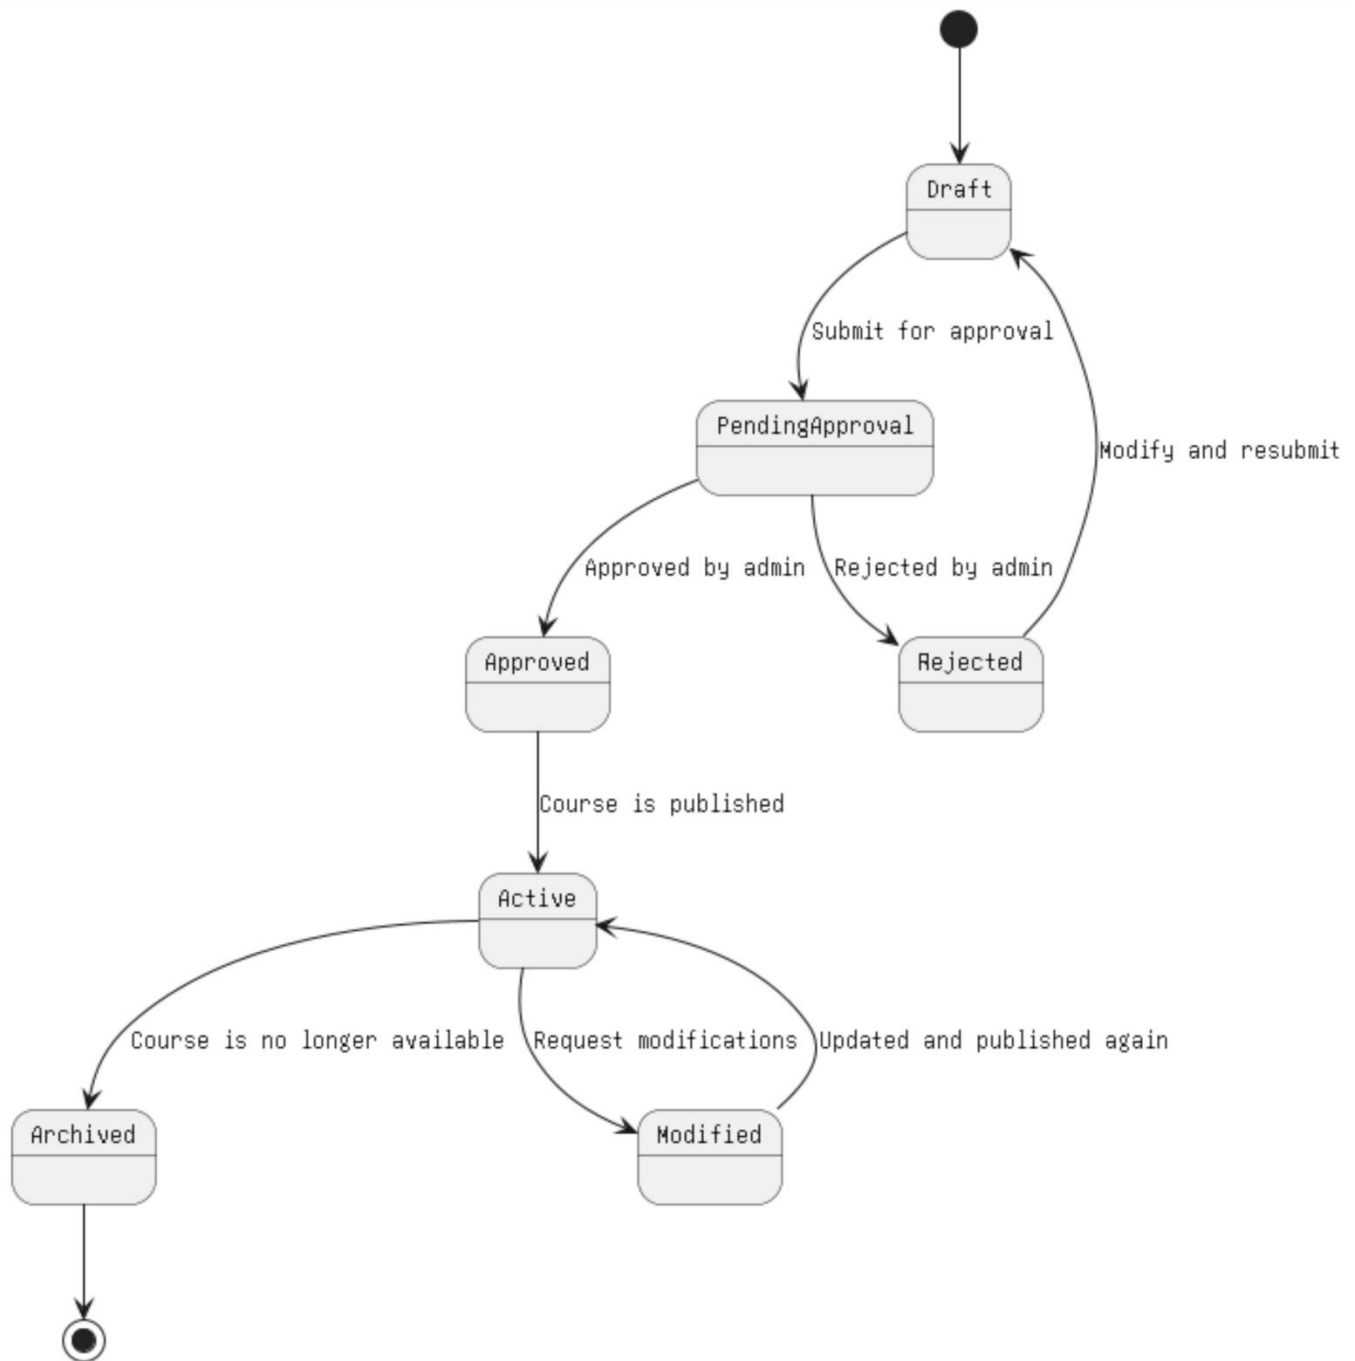 Draft
Submit for approval
PendingApproval
Modify and resubmit
Approved by admin
Rejected by admin
Approved
Rejected
Course is published
Active
Course is no longer available
Request modifications
Updated and published again
Archived
Modified